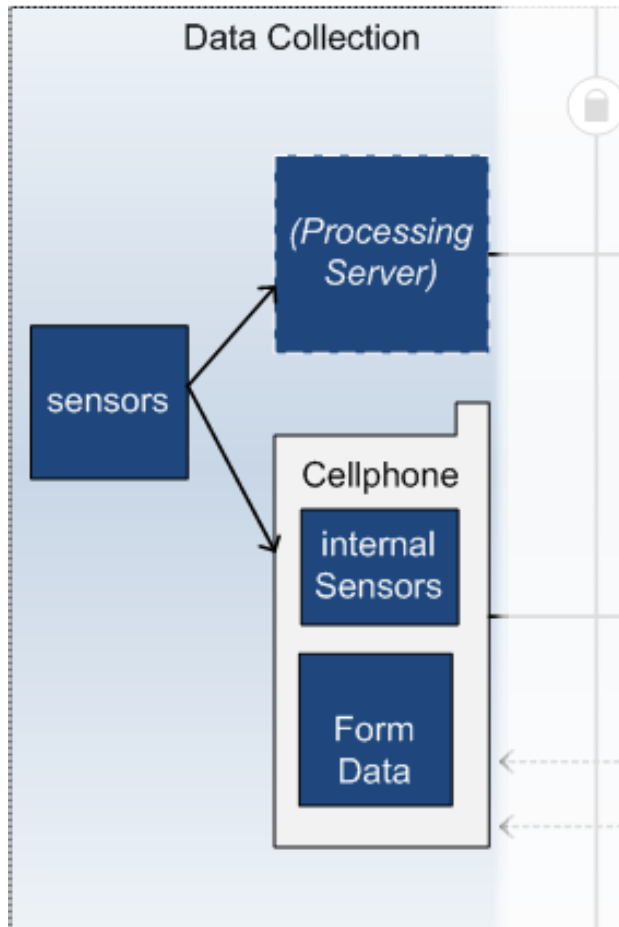 Data Collection
(Processing
Server)
sensors
Cellphone
internal
Sensors
Form
Data